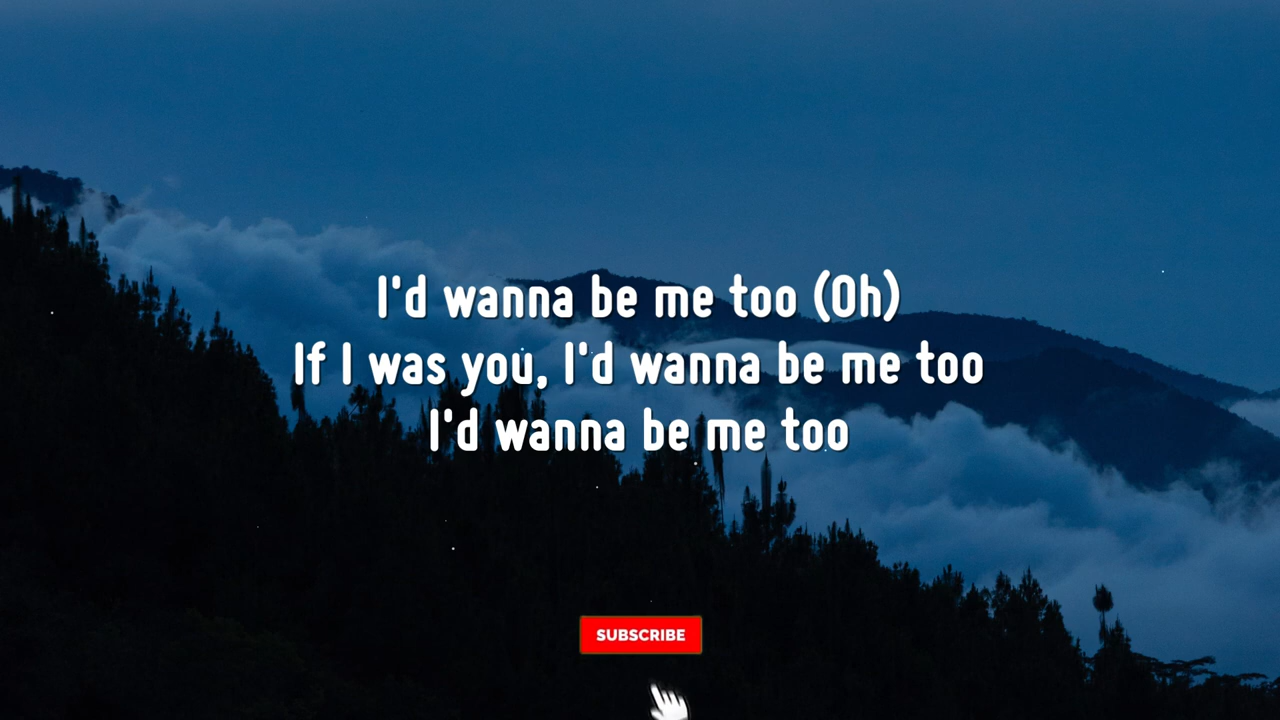 I'd wanna be me too (Oh)
If I was you, I'd wanna be me too
I'd wanna be me too
SUBSCRIBE